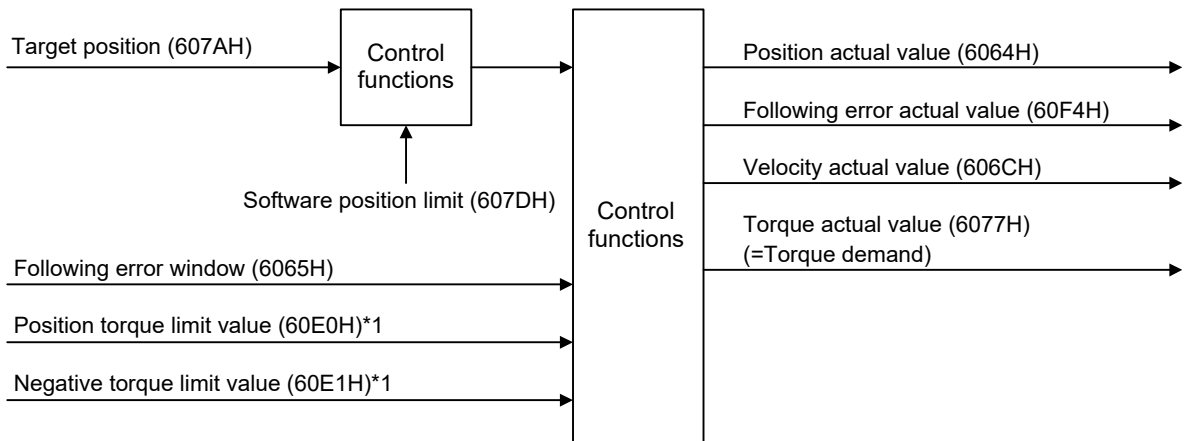 Target position (607AH)
Control
functions
Software position limit (607DH)
Following error window (6065H)
Position torque limit value (60E0H)*1
Negative torque limit value (60E1H)*1
Control
functions
Position actual value (6064H)
Following error actual value (60F4H)
Velocity actual value (606CH)
Torque actual value (6077H)
(=Torque demand)